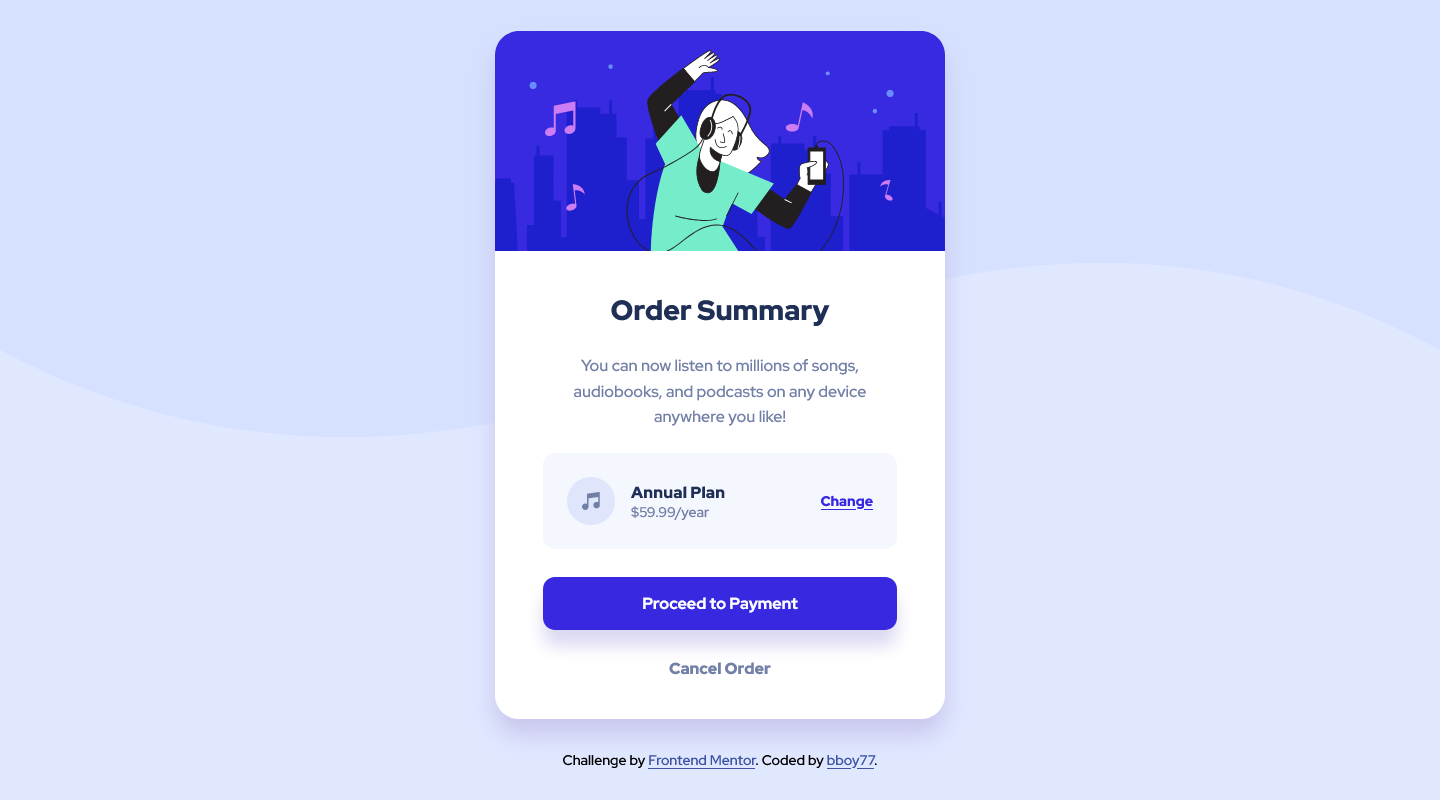 Order Summary
You can now listen to millions of songs,
audiobooks, and podcasts on any device
anywhere you like!
Annual Plan
$59.99/year
Change
Proceed to Payment
Cancel Order
Challenge by Frontend Mentor. Coded by bboy77.